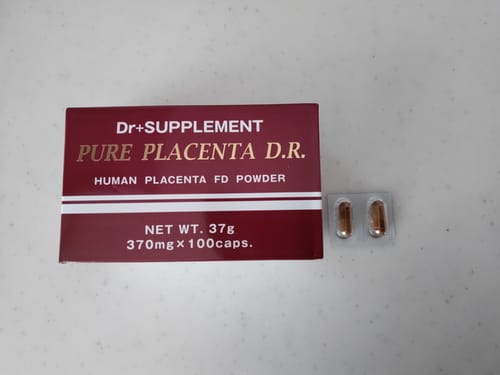 Dr+SUPPLEMENT
PURE PLACENTA D.R.
HUMAN PLACENTA FD POWDER
NET WT. 37g
370mg×100caps.